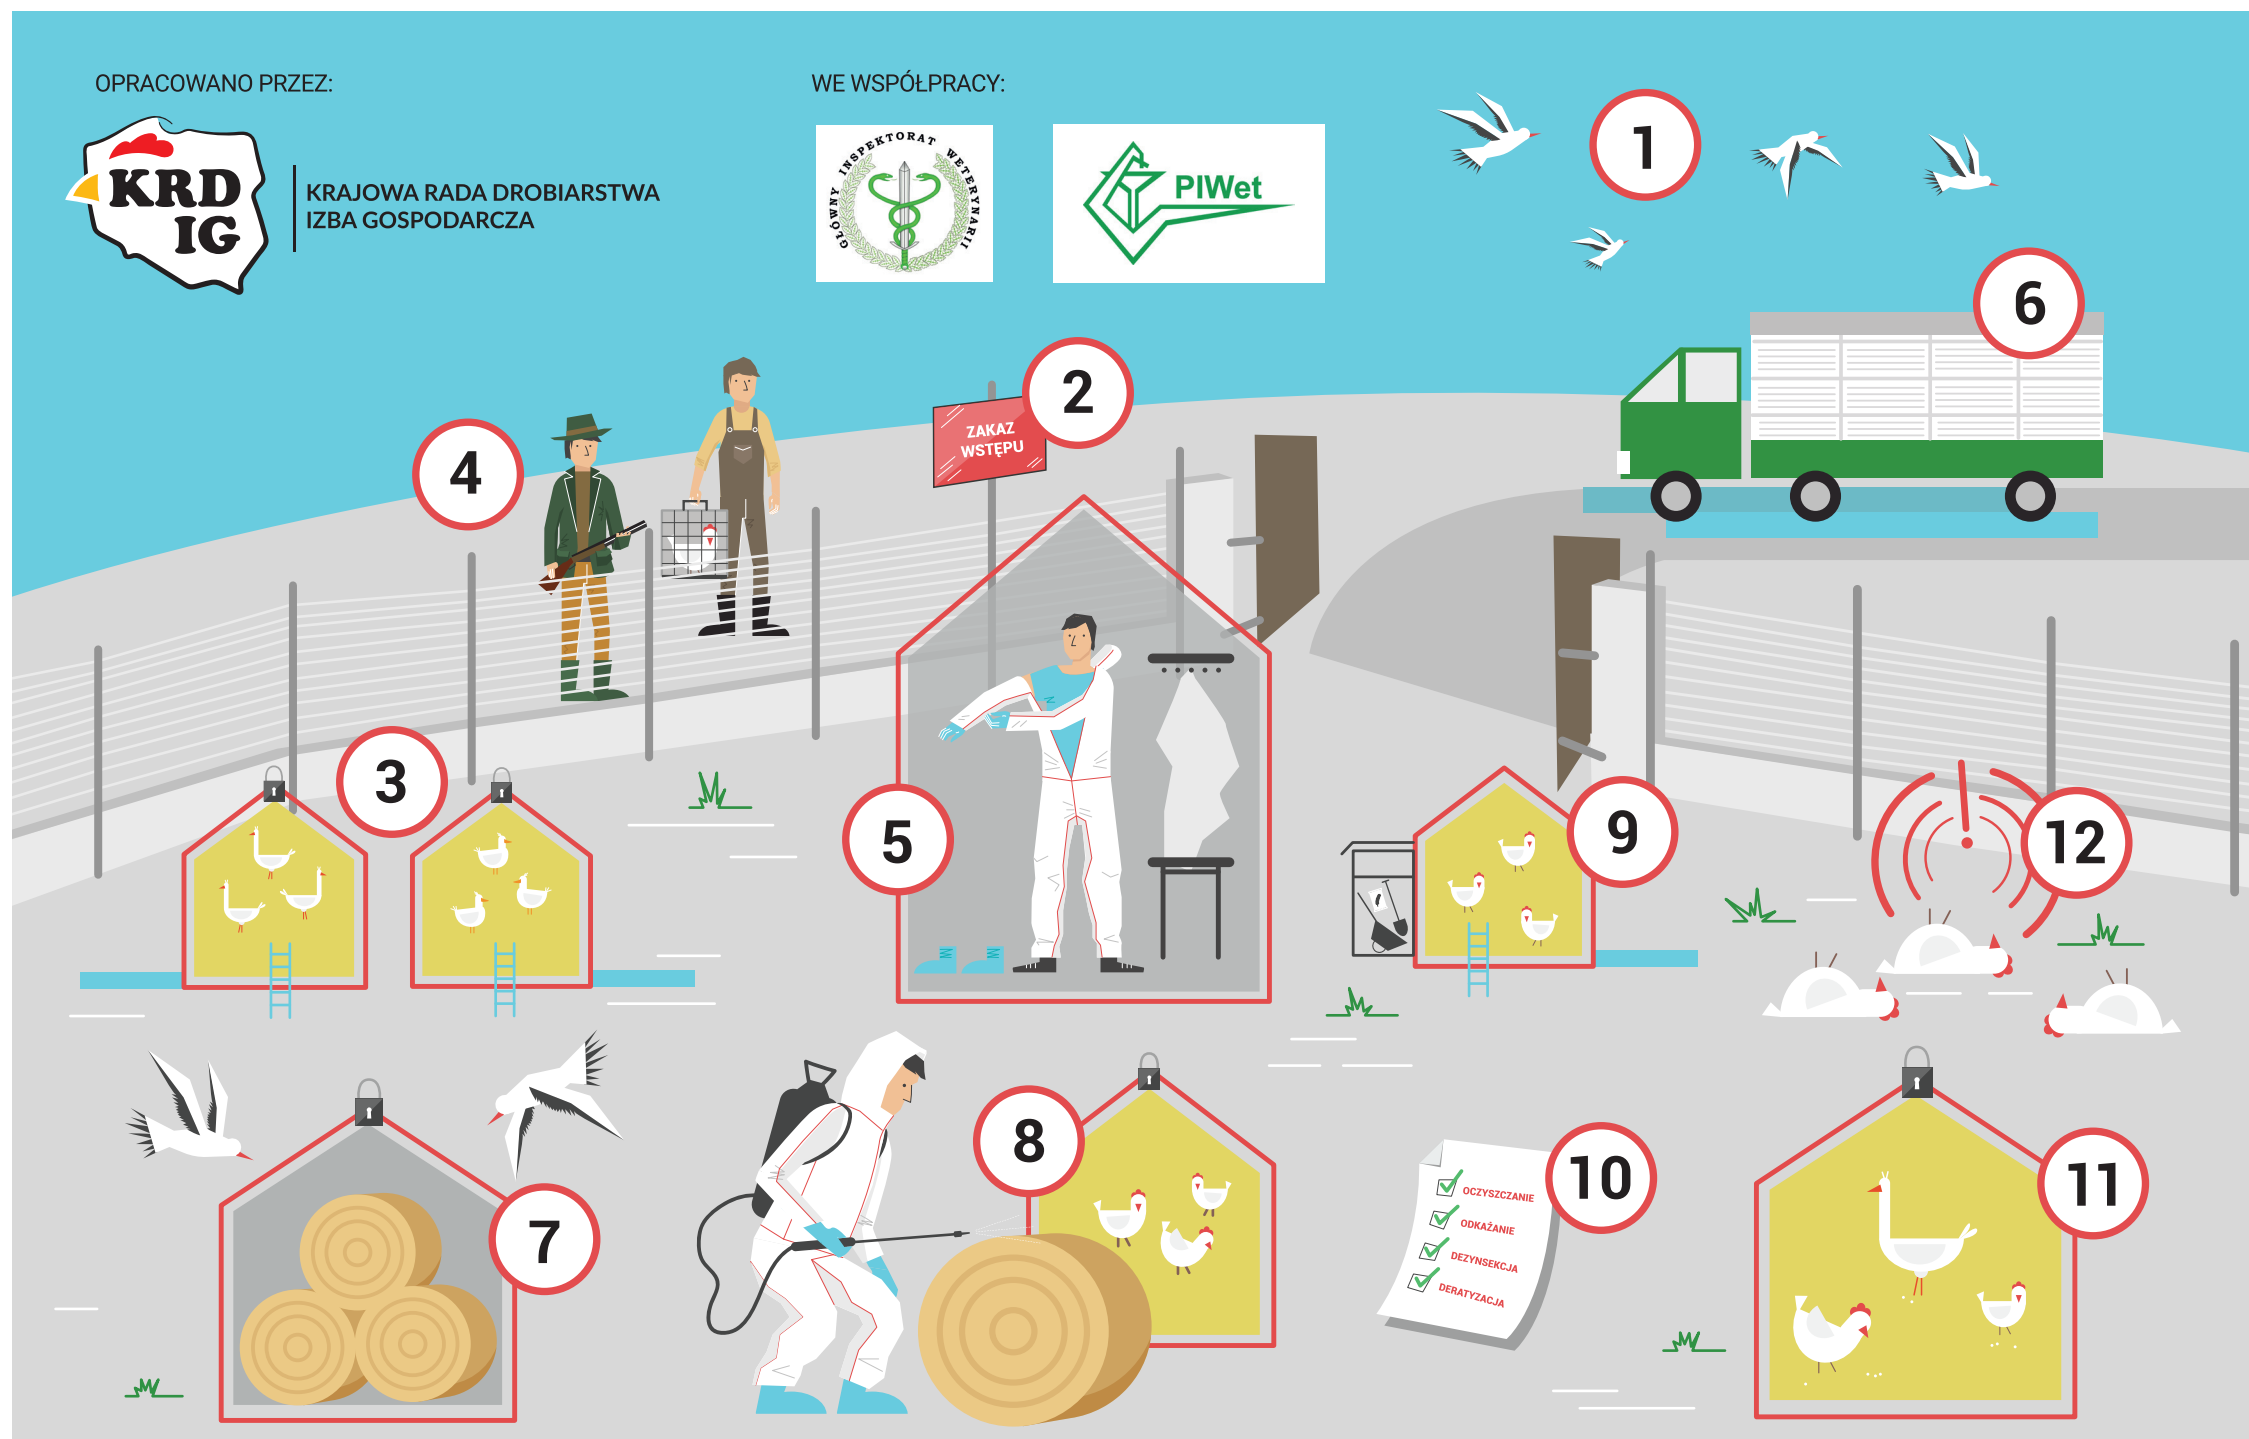 OPRACOWANO PRZEZ:
WE WSPÓŁPRACY:
KRD
IG
KRAJOWA RADA DROBIARSTWA
IZBA GOSPODARCZA
GŁÓWNY INSPEKTORAT WETERYNARII
PIWet
1
6
2
ZAKAZ
WSTĘPU
4
3
5
9
12
7
8
10
OCZYSZCZANIE
ODKAŻANIE
DEZYNSEKCJA
DERATYZACJA
11